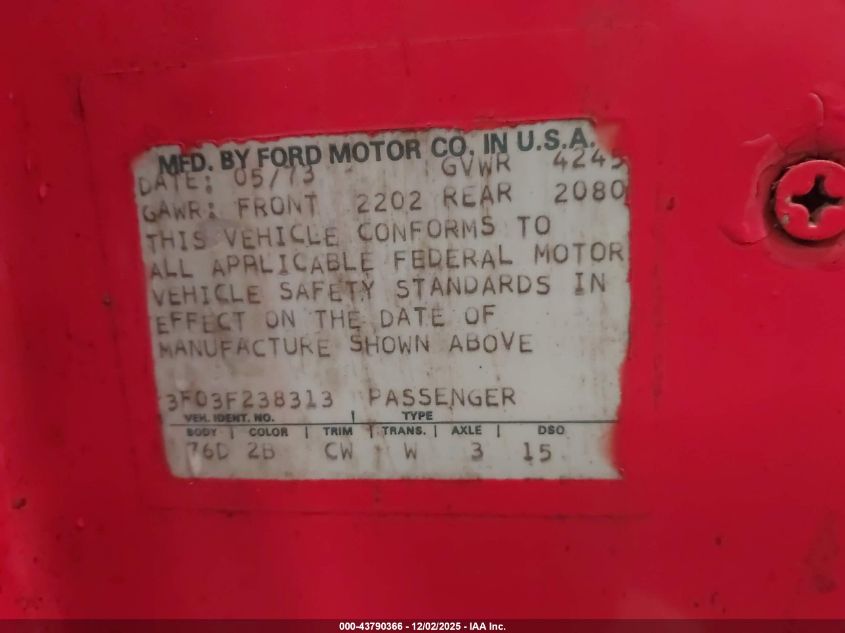 MFD. BY FORD MOTOR CO. IN U.S.A.
DATE: 05/73 GVWR 4245
GAWR: FRONT 2202 REAR 2080
THIS VEHICLE CONFORMS TO
ALL APPLICABLE FEDERAL MOTOR
VEHICLE SAFETY STANDARDS IN
EFFECT ON THE DATE OF
MANUFACTURE SHOWN ABOVE
3F03F238313 PASSENGER
VEH. IDENT. NO. | TYPE
BODY | COLOR | TRIM | TRANS. | AXLE | DSO
76D 2B CW W 3 15
000-43790366 - 12/02/2025 - IAA Inc.